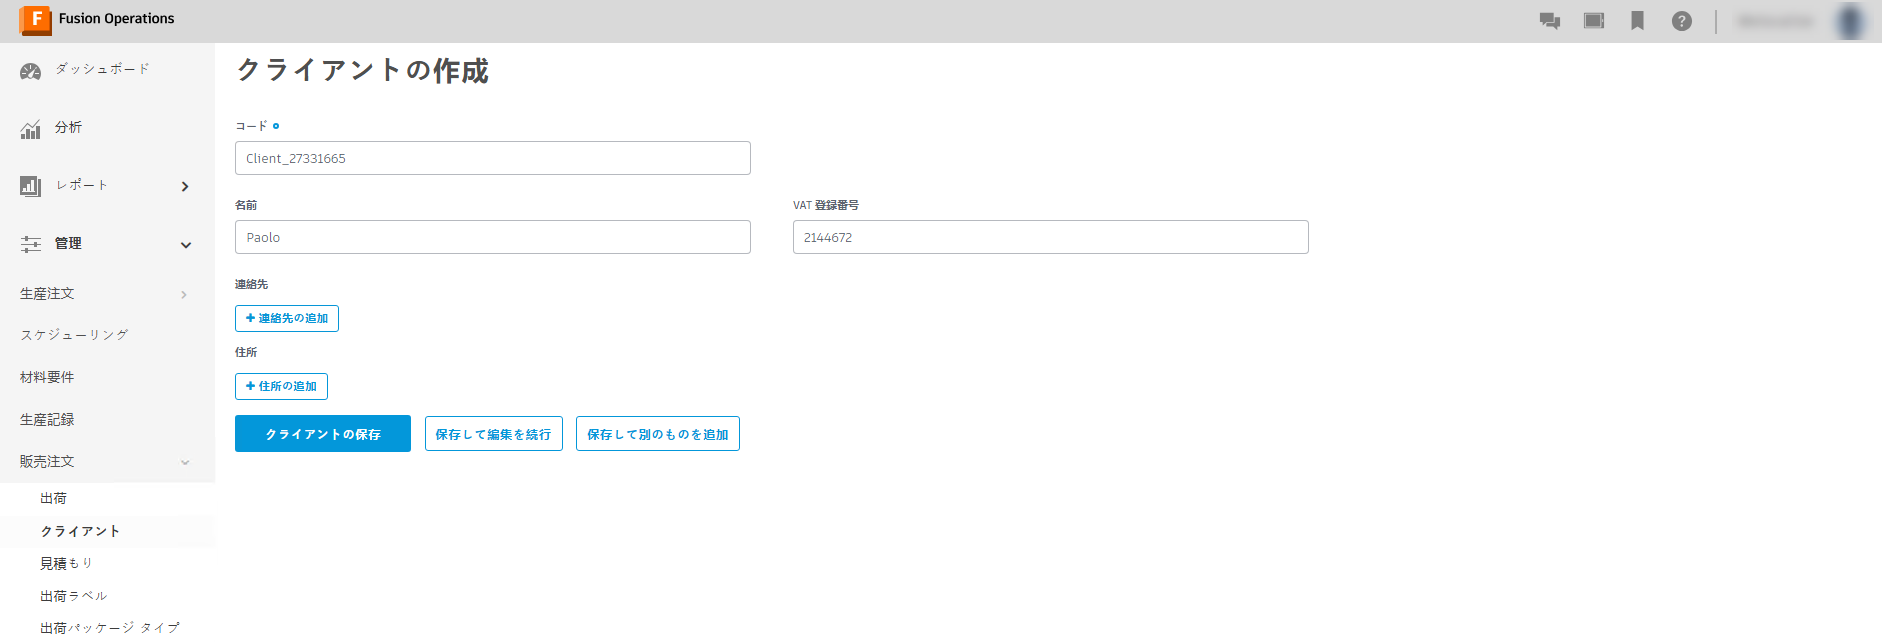 Fusion Operations
ダッシュボード
分析
レポート
管理
生産注文
スケジューリング
材料要件
生産記録
販売注文
出荷
クライアント
見積もり
出荷ラベル
出荷パッケージ タイプ
クライアントの作成
コード
Client_27331665
名前
VAT 登録番号
Paolo
2144672
連絡先
+ 連絡先の追加
住所
+ 住所の追加
クライアントの保存
保存して編集を続行
保存して別のものを追加